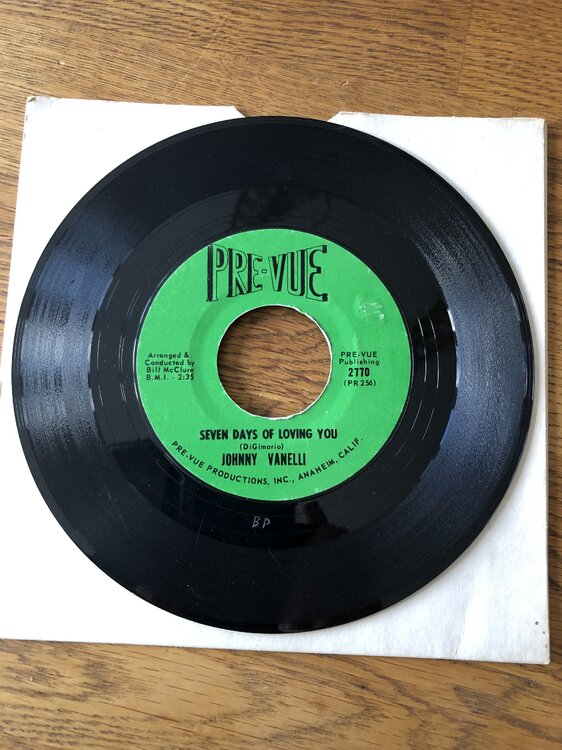 PRE-VUE
Arranged &
Conducted by
Bill McClure
B.M.I. - 2:35
PRE-VUE
Publishing
2770
(PR 256)
SEVEN DAYS OF LOVING YOU
(DiGimario)
JOHNNY VANELLI
PRE-VUE PRODUCTIONS, INC., ANAHEIM, CALIF.
BP